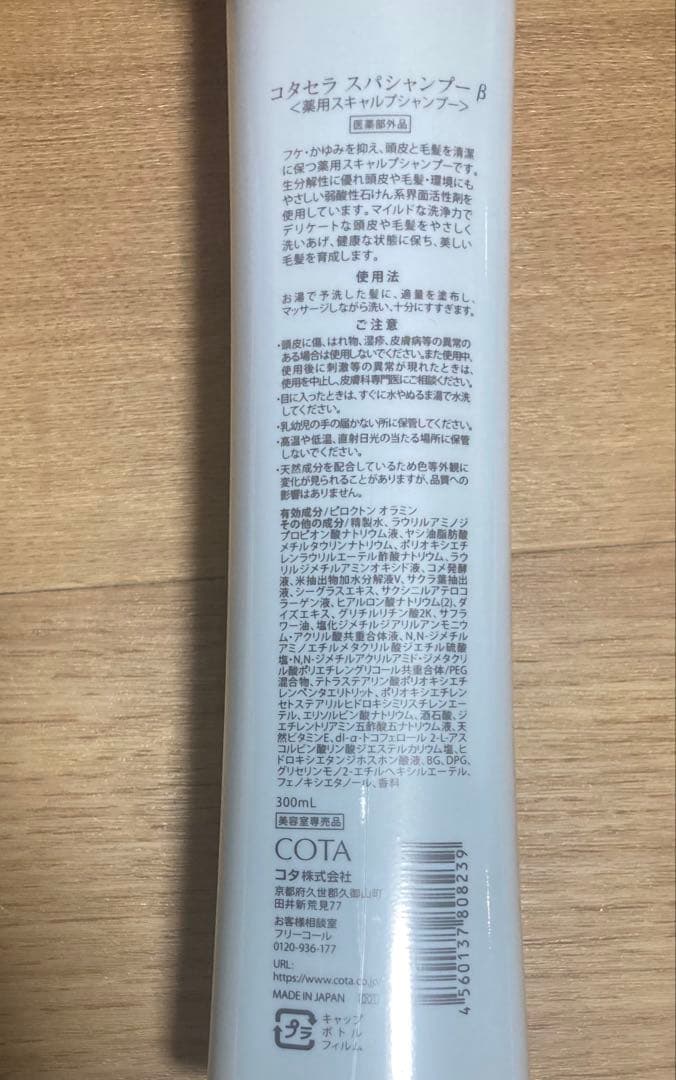 コタセラ スパシャンプー β
＜薬用スキャルプシャンプー＞
医薬部外品
フケ・かゆみを抑え、頭皮と毛髪を清潔
に保つ薬用スキャルプシャンプーです。
生分解性に優れ頭皮や毛髪・環境にも
やさしい弱酸性石けん系界面活性剤を
使用しています。マイルドな洗浄力で
デリケートな頭皮や毛髪をやさしく
洗いあげ、健康な状態に保ち、美しい
毛髪を育成します。
使用法
お湯で予洗した髪に、適量を塗布し、
マッサージしながら洗い、十分にすすぎます。
ご注意
・頭皮に傷、はれ物、湿疹、皮膚病等の異常の
ある場合は使用しないでください。また使用中、
使用後に刺激等の異常が現れたときは、
使用を中止し、皮膚科専門医にご相談ください。
・目に入ったときは、すぐに水やぬるま湯で水洗
してください。
・乳幼児の手の届かない所に保管してください。
・高温や低温、直射日光の当たる場所に保管
しないでください。
・天然成分を配合しているため色等外観に
変化が見られることがありますが、品質への
影響はありません。
有効成分/ピロクトン オラミン
その他の成分/精製水、ラウリルアミノジ
プロピオン酸ナトリウム液、ヤシ油脂肪酸
メチルタウリンナトリウム、ポリオキシエチ
レンラウリルエーテル酢酸ナトリウム、ラウ
リルジメチルアミンオキシド液、コメ発酵
液、米抽出物加水分解液V、サクラ葉抽出
液、シーグラスエキス、サクシニルアテロコ
ラーゲン液、ヒアルロン酸ナトリウム(2)、ダ
イズエキス、グリチルリチン酸2K、サフラ
ワー油、塩化ジメチルジアリルアンモニウ
ム・アクリル酸共重合体液、N,N-ジメチル
アミノエチルメタクリル酸ジエチル硫酸
塩・N,N-ジメチルアクリルアミド・ジメタクリ
ル酸ポリエチレングリコール共重合体/PEG
混合物、テトラステアリン酸ポリオキシエチ
レンペンタエリトリット、ポリオキシエチレン
セトステアリルヒドロキシミリスチレンエー
テル、エリソルビン酸ナトリウム、酒石酸、ジ
エチレントリアミン五酢酸五ナトリウム液、天
然ビタミンE、dl-α-トコフェロール 2-L-アス
コルビン酸リン酸ジエステルカリウム塩、ヒ
ドロキシエタンジホスホン酸液、BG、DPG、
グリセリンモノ2-エチルヘキシルエーテル、
フェノキシエタノール、香料
300mL
美容室専売品
COTA
コタ株式会社
京都府久世郡久御山町
田井新荒見77
お客様相談室
フリーコール
0120-936-177
URL:
https://www.cota.co.jp
MADE IN JAPAN
プラ
キャップ
ボトル
フィルム
4 560137 808239